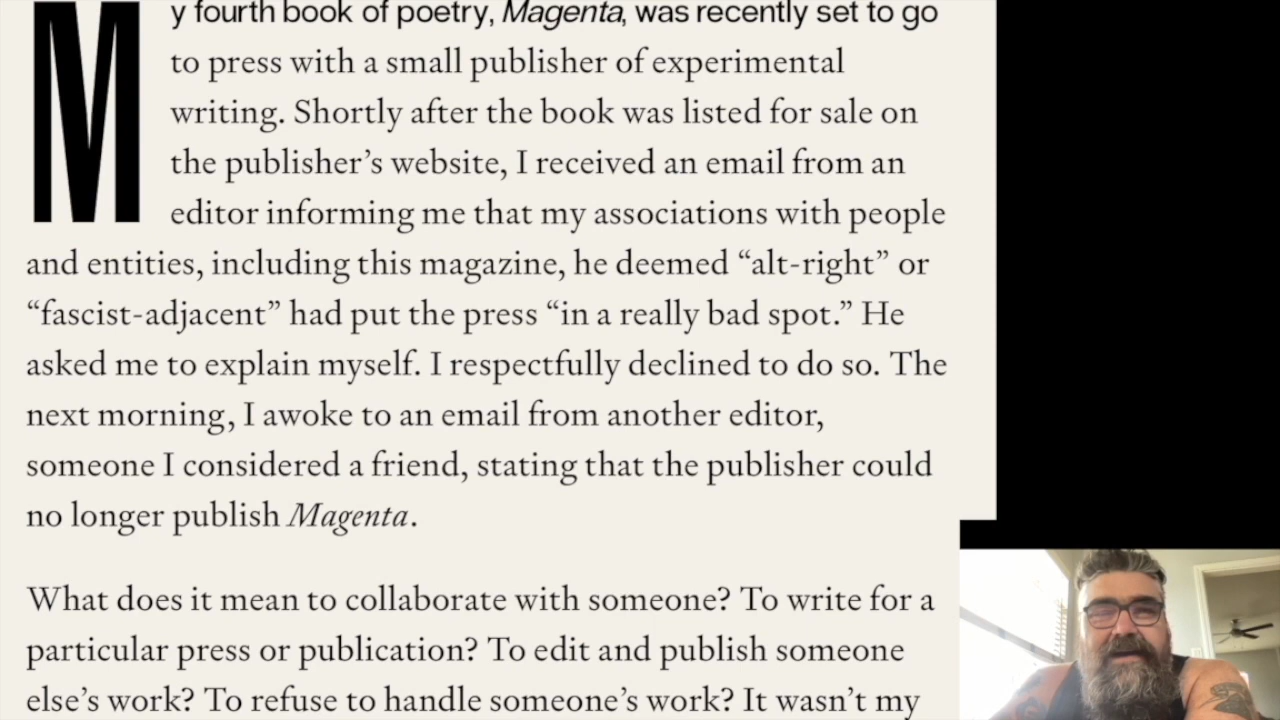 My fourth book of poetry, Magenta, was recently set to go
to press with a small publisher of experimental
writing. Shortly after the book was listed for sale on
the publisher’s website, I received an email from an
editor informing me that my associations with people
and entities, including this magazine, he deemed “alt-right” or
“fascist-adjacent” had put the press “in a really bad spot.” He
asked me to explain myself. I respectfully declined to do so. The
next morning, I awoke to an email from another editor,
someone I considered a friend, stating that the publisher could
no longer publish Magenta.
What does it mean to collaborate with someone? To write for a
particular press or publication? To edit and publish someone
else’s work? To refuse to handle someone’s work? It wasn’t my